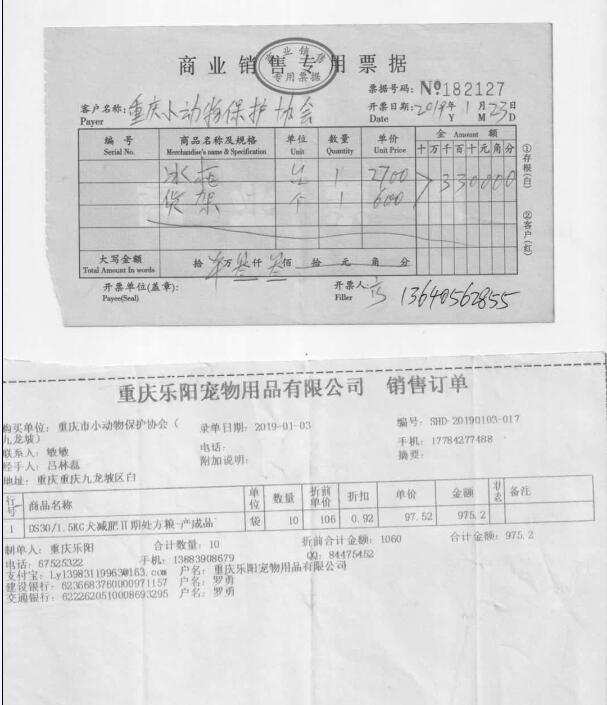 商业销售专用票据
商业销售
专用票据
票据号码: Nº182127
客户名称: 重庆小动物保护协会
Payer
开票日期: 2019年1月23日
Date Y M D
编号 商品名称及规格 单位 数量 单价 金 Amount 额
Serial No. Merchandise's name & Specification Unit Quantity Unit Price 十万千百十元角分
冰柜 台 1 2700 330000
货架 个 1 600
①存根(白)
②客户(红)
大写金额 拾 万叁仟叁佰 拾 元 角 分
Total Amount In words
开票单位(盖章): 开票人:
Payee(Seal) Filler 13640562855
重庆乐阳宠物用品有限公司 销售订单
购买单位: 重庆市小动物保护协会( 录单日期: 2019-01-03 编号: SHD-20190103-017
九龙坡)
联系人: 敏敏 电话: 手机: 17784277488
经手人: 吕林磊 附加说明: 摘要:
地址: 重庆重庆九龙坡区白
行号 商品名称 单位 数量 折前单价 折扣 单价 金额 状态 备注
1 DS30/1.5KG犬减肥Ⅱ期处方粮-产成品 袋 10 106 0.92 97.52 975.2
制单人: 重庆乐阳 合计数量: 10 折前合计金额: 1060 合计金额: 975.2
电话: 67525322 手机: 13883908679 QQ: 84475452
支付宝: Ly13983119963@163.com 户名: 重庆乐阳宠物用品有限公司
建设银行: 6236683760000971157 户名: 罗勇
交通银行: 6222620510008693295 户名: 罗勇